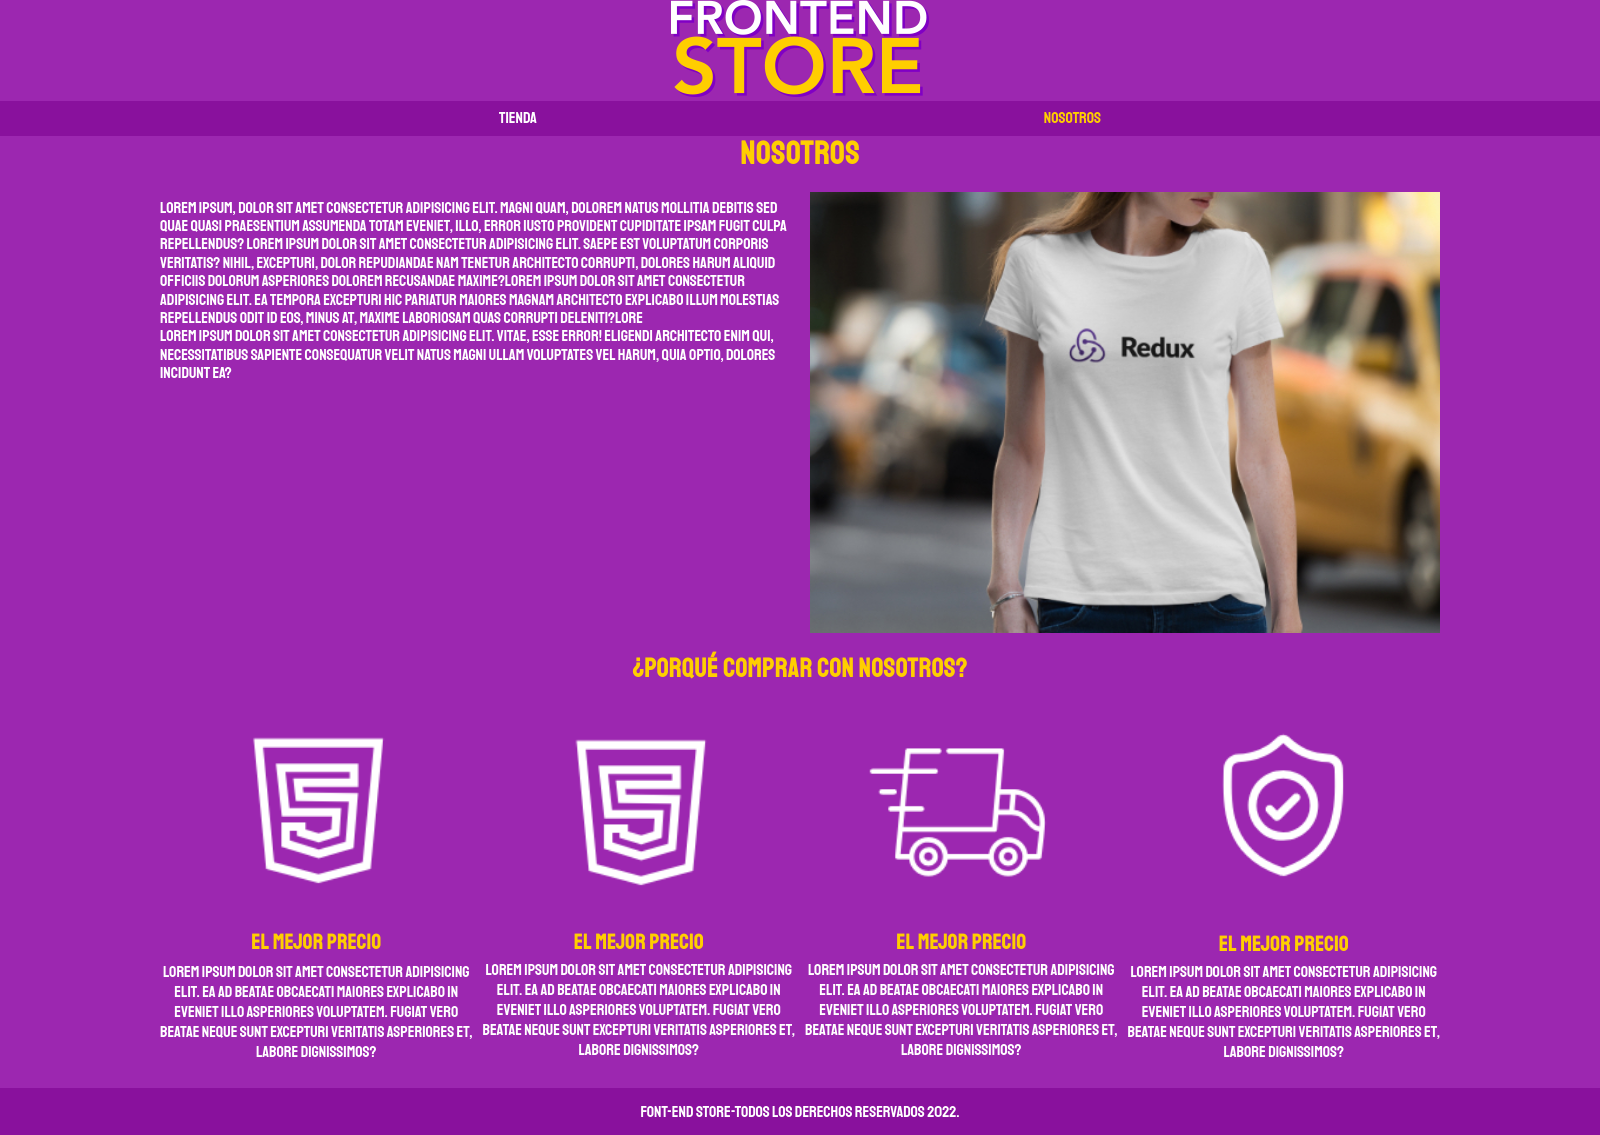 FRONTEND
STORE
TIENDA NOSOTROS
NOSOTROS
LOREM IPSUM, DOLOR SIT AMET CONSECTETUR ADIPISICING ELIT. MAGNI QUAM, DOLOREM NATUS MOLLITIA DEBITIS SED
QUAE QUASI PRAESENTIUM ASSUMENDA TOTAM EVENIET, ILLO, ERROR IUSTO PROVIDENT CUPIDITATE IPSAM FUGIT CULPA
REPELLENDUS? LOREM IPSUM DOLOR SIT AMET CONSECTETUR ADIPISICING ELIT. SAEPE EST VOLUPTATUM CORPORIS
VERITATIS? NIHIL, EXCEPTURI, DOLOR REPUDIANDAE NAM TENETUR ARCHITECTO CORRUPTI, DOLORES HARUM ALIQUID
OFFICIIS DOLORUM ASPERIORES DOLOREM RECUSANDAE MAXIME?LOREM IPSUM DOLOR SIT AMET CONSECTETUR
ADIPISICING ELIT. EA TEMPORA EXCEPTURI HIC PARIATUR MAIORES MAGNAM ARCHITECTO EXPLICABO ILLUM MOLESTIAS
REPELLENDUS ODIT ID EOS, MINUS AT, MAXIME LABORIOSAM QUAS CORRUPTI DELENITI?LORE
LOREM IPSUM DOLOR SIT AMET CONSECTETUR ADIPISICING ELIT. VITAE, ESSE ERROR! ELIGENDI ARCHITECTO ENIM QUI,
NECESSITATIBUS SAPIENTE CONSEQUATUR VELIT NATUS MAGNI ULLAM VOLUPTATES VEL HARUM, QUIA OPTIO, DOLORES
INCIDUNT EA?
Redux
¿PORQUÉ COMPRAR CON NOSOTROS?
EL MEJOR PRECIO
LOREM IPSUM DOLOR SIT AMET CONSECTETUR ADIPISICING
ELIT. EA AD BEATAE OBCAECATI MAIORES EXPLICABO IN
EVENIET ILLO ASPERIORES VOLUPTATEM. FUGIAT VERO
BEATAE NEQUE SUNT EXCEPTURI VERITATIS ASPERIORES ET,
LABORE DIGNISSIMOS?
EL MEJOR PRECIO
LOREM IPSUM DOLOR SIT AMET CONSECTETUR ADIPISICING
ELIT. EA AD BEATAE OBCAECATI MAIORES EXPLICABO IN
EVENIET ILLO ASPERIORES VOLUPTATEM. FUGIAT VERO
BEATAE NEQUE SUNT EXCEPTURI VERITATIS ASPERIORES ET,
LABORE DIGNISSIMOS?
EL MEJOR PRECIO
LOREM IPSUM DOLOR SIT AMET CONSECTETUR ADIPISICING
ELIT. EA AD BEATAE OBCAECATI MAIORES EXPLICABO IN
EVENIET ILLO ASPERIORES VOLUPTATEM. FUGIAT VERO
BEATAE NEQUE SUNT EXCEPTURI VERITATIS ASPERIORES ET,
LABORE DIGNISSIMOS?
EL MEJOR PRECIO
LOREM IPSUM DOLOR SIT AMET CONSECTETUR ADIPISICING
ELIT. EA AD BEATAE OBCAECATI MAIORES EXPLICABO IN
EVENIET ILLO ASPERIORES VOLUPTATEM. FUGIAT VERO
BEATAE NEQUE SUNT EXCEPTURI VERITATIS ASPERIORES ET,
LABORE DIGNISSIMOS?
FONT-END STORE-TODOS LOS DERECHOS RESERVADOS 2022.